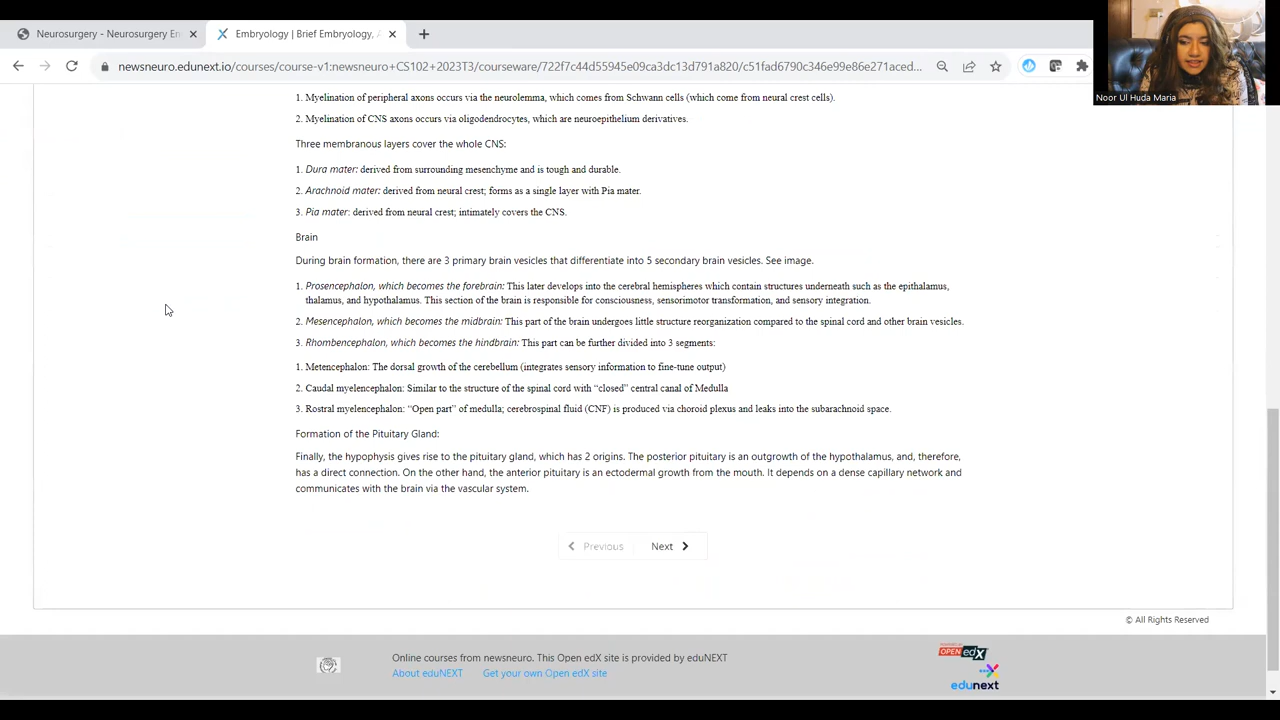 Neurosurgery - Neurosurgery En
Embryology | Brief Embryology, A
newsneuro.edunext.io/courses/course-v1:newsneuro+CS102+2023T3/courseware/722f7c44d55945e09ca3dc13d791a820/c51fad6790c346e99e86e271aced...
Noor Ul Huda Maria
1. Myelination of peripheral axons occurs via the neurolemma, which comes from Schwann cells (which come from neural crest cells).
2. Myelination of CNS axons occurs via oligodendrocytes, which are neuroepithelium derivatives.
Three membranous layers cover the whole CNS:
1. Dura mater: derived from surrounding mesenchyme and is tough and durable.
2. Arachnoid mater: derived from neural crest; forms as a single layer with Pia mater.
3. Pia mater: derived from neural crest; intimately covers the CNS.
Brain
During brain formation, there are 3 primary brain vesicles that differentiate into 5 secondary brain vesicles. See image.
1. Prosencephalon, which becomes the forebrain: This later develops into the cerebral hemispheres which contain structures underneath such as the epithalamus,
thalamus, and hypothalamus. This section of the brain is responsible for consciousness, sensorimotor transformation, and sensory integration.
2. Mesencephalon, which becomes the midbrain: This part of the brain undergoes little structure reorganization compared to the spinal cord and other brain vesicles.
3. Rhombencephalon, which becomes the hindbrain: This part can be further divided into 3 segments:
1. Metencephalon: The dorsal growth of the cerebellum (integrates sensory information to fine-tune output)
2. Caudal myelencephalon: Similar to the structure of the spinal cord with “closed” central canal of Medulla
3. Rostral myelencephalon: “Open part” of medulla; cerebrospinal fluid (CNF) is produced via choroid plexus and leaks into the subarachnoid space.
Formation of the Pituitary Gland:
Finally, the hypophysis gives rise to the pituitary gland, which has 2 origins. The posterior pituitary is an outgrowth of the hypothalamus, and, therefore,
has a direct connection. On the other hand, the anterior pituitary is an ectodermal growth from the mouth. It depends on a dense capillary network and
communicates with the brain via the vascular system.
Previous
Next
© All Rights Reserved
Online courses from newsneuro. This Open edX site is provided by eduNEXT
About eduNEXT
Get your own Open edX site
OPEN edX
edunext